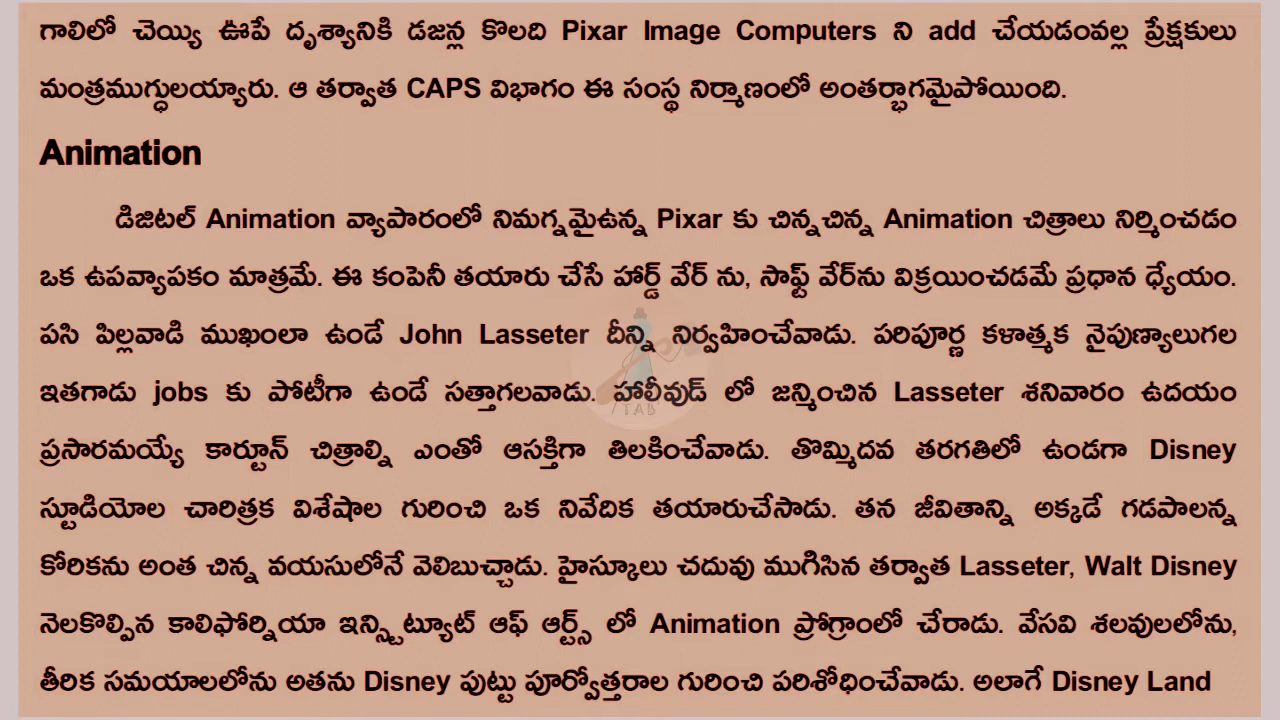 గాలిలో చెయ్యి ఊపే దృశ్యానికి డజన్ల కొలది Pixar Image Computers ని add చేయడంవల్ల ప్రేక్షకులు
మంత్రముగ్ధులయ్యారు. ఆ తర్వాత CAPS విభాగం ఈ సంస్థ నిర్మాణంలో అంతర్భాగమైపోయింది.
Animation
డిజిటల్ Animation వ్యాపారంలో నిమగ్నమైఉన్న Pixar కు చిన్నచిన్న Animation చిత్రాలు నిర్మించడం
ఒక ఉపవ్యాపకం మాత్రమే. ఈ కంపెనీ తయారు చేసే హార్డ్ వేర్ ను, సాఫ్ట్ వేర్‌ను విక్రయించడమే ప్రధాన ధ్యేయం.
పసి పిల్లవాడి ముఖంలా ఉండే John Lasseter దీన్ని నిర్వహించేవాడు. పరిపూర్ణ కళాత్మక నైపుణ్యాలుగల
ఇతగాడు jobs కు పోటీగా ఉండే సత్తాగలవాడు. హాలీవుడ్ లో జన్మించిన Lasseter శనివారం ఉదయం
ప్రసారమయ్యే కార్టూన్ చిత్రాల్ని ఎంతో ఆసక్తిగా తిలకించేవాడు. తొమ్మిదవ తరగతిలో ఉండగా Disney
స్టూడియోల చారిత్రక విశేషాల గురించి ఒక నివేదిక తయారుచేసాడు. తన జీవితాన్ని అక్కడే గడపాలన్న
కోరికను అంత చిన్న వయసులోనే వెలిబుచ్చాడు. హైస్కూలు చదువు ముగిసిన తర్వాత Lasseter, Walt Disney
నెలకొల్పిన కాలిఫోర్నియా ఇన్స్టిట్యూట్ ఆఫ్ ఆర్ట్స్ లో Animation ప్రోగ్రాంలో చేరాడు. వేసవి శలవులలోను,
తీరిక సమయాలలోను అతను Disney పుట్టు పూర్వోత్తరాల గురించి పరిశోధించేవాడు. అలాగే Disney Land
TAB